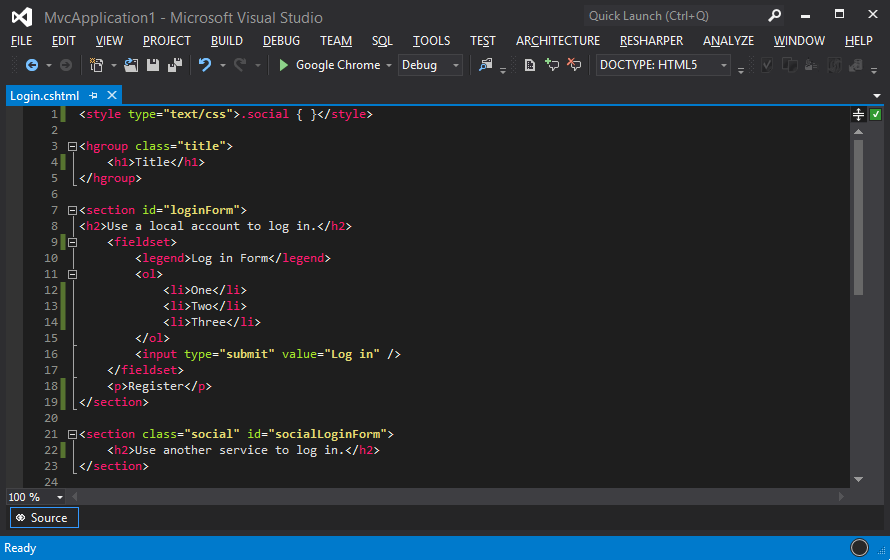 MvcApplication1 - Microsoft Visual Studio
Quick Launch (Ctrl+Q)
FILE EDIT VIEW PROJECT BUILD DEBUG TEAM SQL TOOLS TEST ARCHITECTURE RESHARPER ANALYZE WINDOW HELP
Google Chrome Debug DOCTYPE: HTML5
Login.cshtml
1 <style type="text/css">.social { }</style>
2
3 <hgroup class="title">
4 <h1>Title</h1>
5 </hgroup>
6
7 <section id="loginForm">
8 <h2>Use a local account to log in.</h2>
9 <fieldset>
10 <legend>Log in Form</legend>
11 <ol>
12 <li>One</li>
13 <li>Two</li>
14 <li>Three</li>
15 </ol>
16 <input type="submit" value="Log in" />
17 </fieldset>
18 <p>Register</p>
19 </section>
20
21 <section class="social" id="socialLoginForm">
22 <h2>Use another service to log in.</h2>
23 </section>
24
100 %
Source
Ready